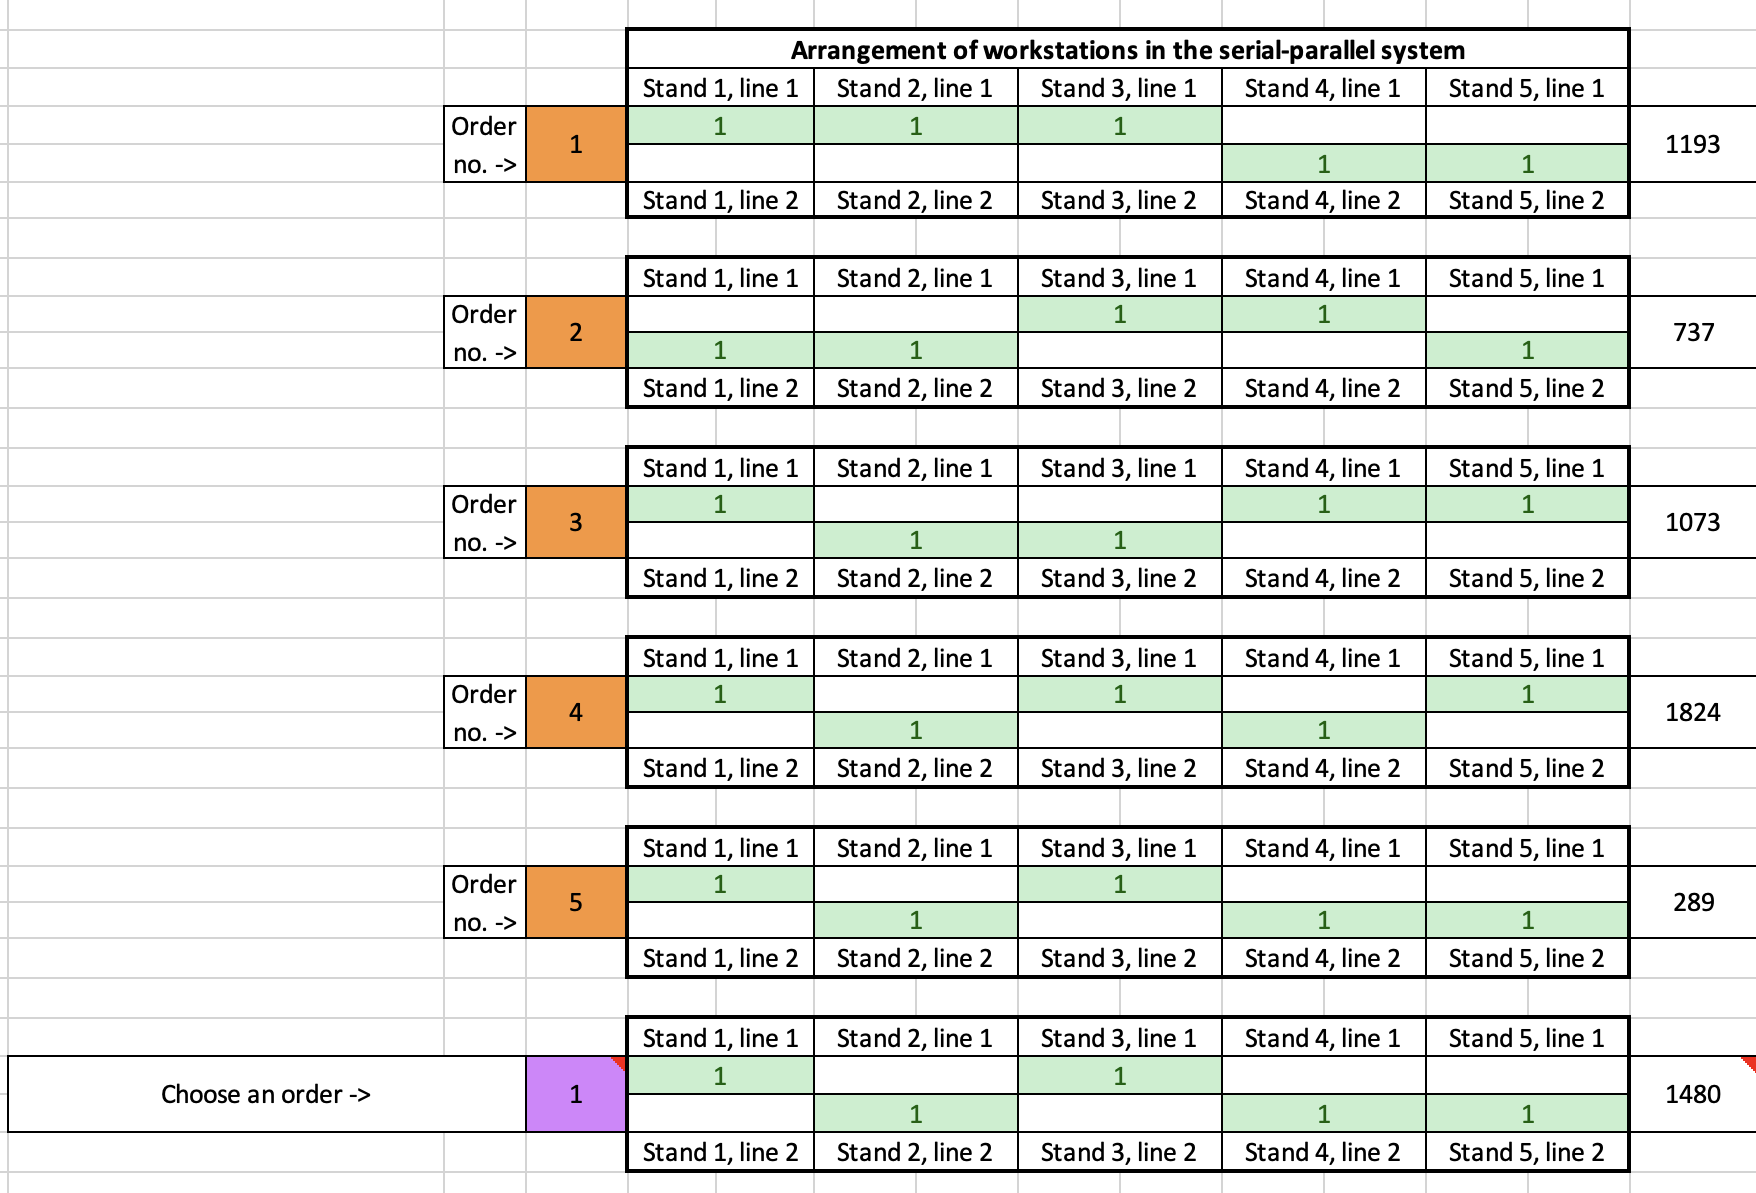 Arrangement of workstations in the serial-parallel system
Stand 1, line 1 Stand 2, line 1 Stand 3, line 1 Stand 4, line 1 Stand 5, line 1
Order no. -> 1 1 1 1 1193
1 1
Stand 1, line 2 Stand 2, line 2 Stand 3, line 2 Stand 4, line 2 Stand 5, line 2
Stand 1, line 1 Stand 2, line 1 Stand 3, line 1 Stand 4, line 1 Stand 5, line 1
Order no. -> 2 1 1 737
1 1 1
Stand 1, line 2 Stand 2, line 2 Stand 3, line 2 Stand 4, line 2 Stand 5, line 2
Stand 1, line 1 Stand 2, line 1 Stand 3, line 1 Stand 4, line 1 Stand 5, line 1
Order no. -> 3 1 1 1 1073
1 1
Stand 1, line 2 Stand 2, line 2 Stand 3, line 2 Stand 4, line 2 Stand 5, line 2
Stand 1, line 1 Stand 2, line 1 Stand 3, line 1 Stand 4, line 1 Stand 5, line 1
Order no. -> 4 1 1 1 1824
1 1
Stand 1, line 2 Stand 2, line 2 Stand 3, line 2 Stand 4, line 2 Stand 5, line 2
Stand 1, line 1 Stand 2, line 1 Stand 3, line 1 Stand 4, line 1 Stand 5, line 1
Order no. -> 5 1 1 289
1 1 1
Stand 1, line 2 Stand 2, line 2 Stand 3, line 2 Stand 4, line 2 Stand 5, line 2
Stand 1, line 1 Stand 2, line 1 Stand 3, line 1 Stand 4, line 1 Stand 5, line 1
Choose an order -> 1 1 1 1480
1 1 1
Stand 1, line 2 Stand 2, line 2 Stand 3, line 2 Stand 4, line 2 Stand 5, line 2